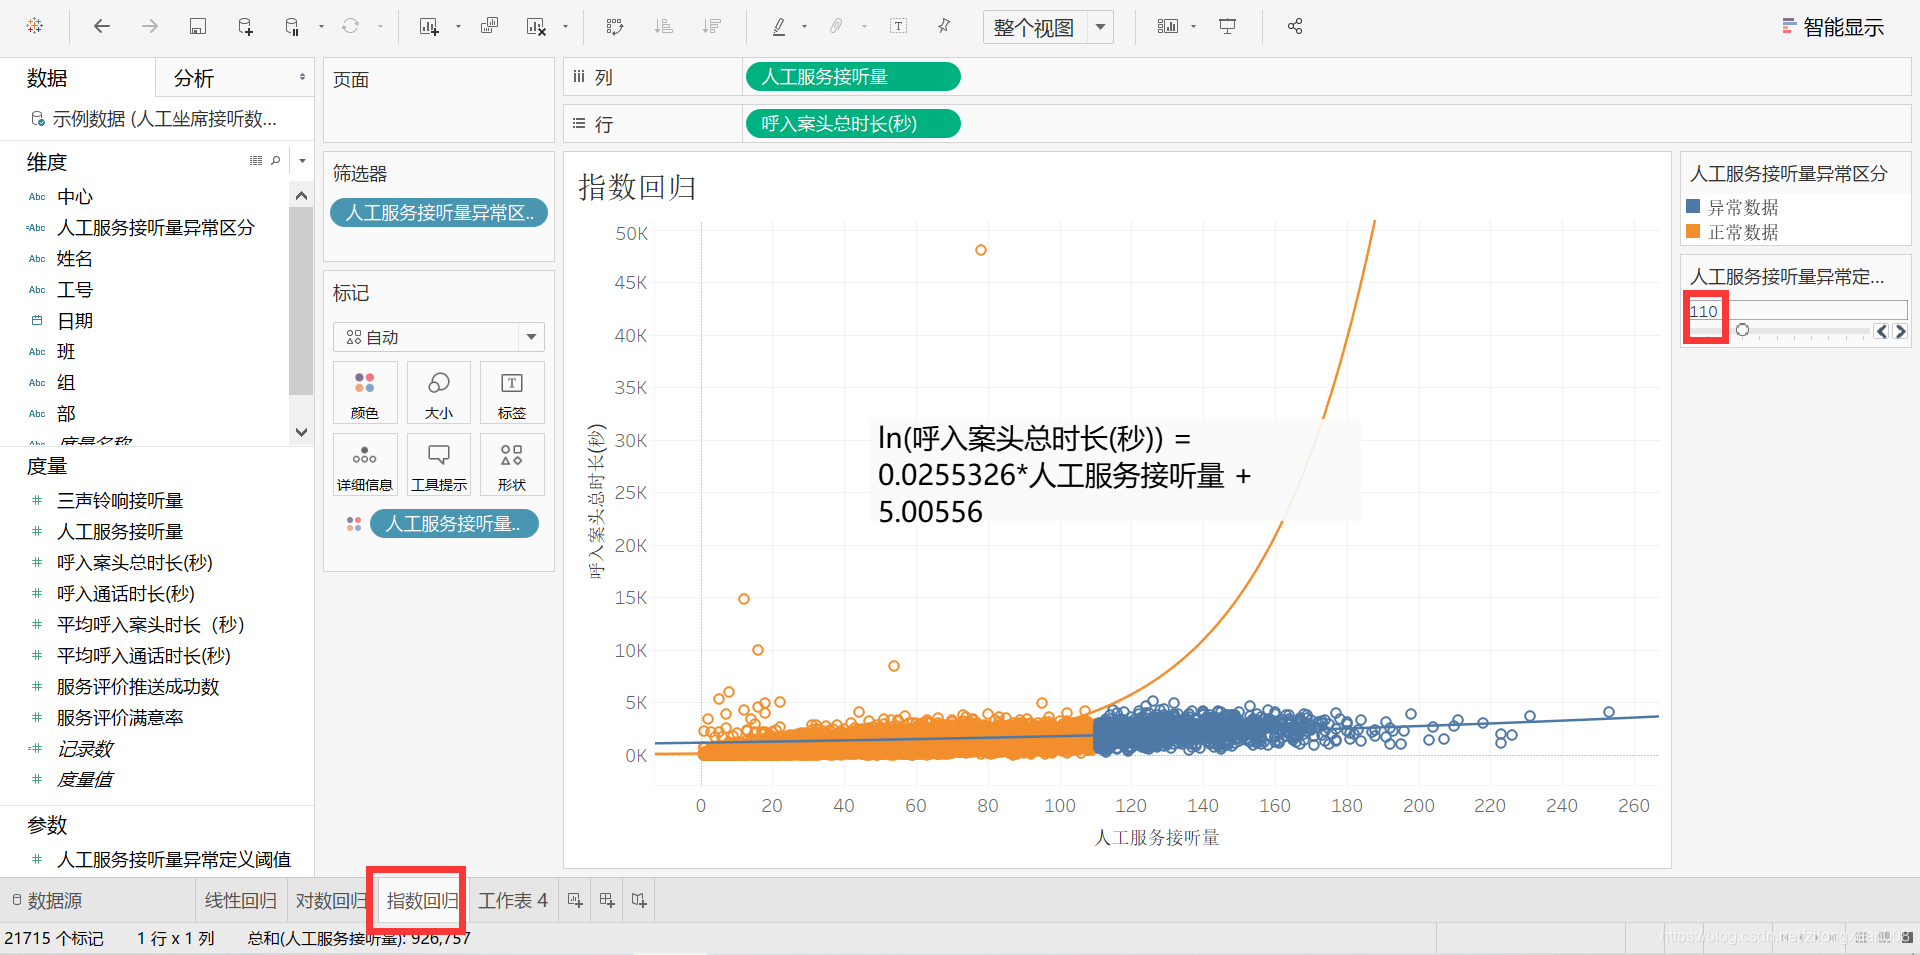 整个视图
智能显示
数据
分析
示例数据 (人工坐席接听数...
维度
Abc 中心
=Abc 人工服务接听量异常区分
Abc 姓名
Abc 工号
日期
Abc 班
Abc 组
Abc 部
Abc 度量名称
度量
# 三声铃响接听量
# 人工服务接听量
# 呼入案头总时长(秒)
# 呼入通话时长(秒)
# 平均呼入案头时长（秒）
# 平均呼入通话时长(秒)
# 服务评价推送成功数
# 服务评价满意率
=# 记录数
# 度量值
参数
# 人工服务接听量异常定义阈值
页面
筛选器
人工服务接听量异常区..
标记
自动
颜色
大小
标签
详细信息
工具提示
形状
人工服务接听量..
列
人工服务接听量
行
呼入案头总时长(秒)
指数回归
50K
45K
40K
35K
30K
25K
20K
15K
10K
5K
0K
呼入案头总时长(秒)
ln(呼入案头总时长(秒)) =
0.0255326*人工服务接听量 +
5.00556
0 20 40 60 80 100 120 140 160 180 200 220 240 260
人工服务接听量
人工服务接听量异常区分
异常数据
正常数据
人工服务接听量异常定...
110
数据源
线性回归
对数回归
指数回归
工作表 4
21715 个标记
1 行 x 1 列
总和(人工服务接听量): 926,757